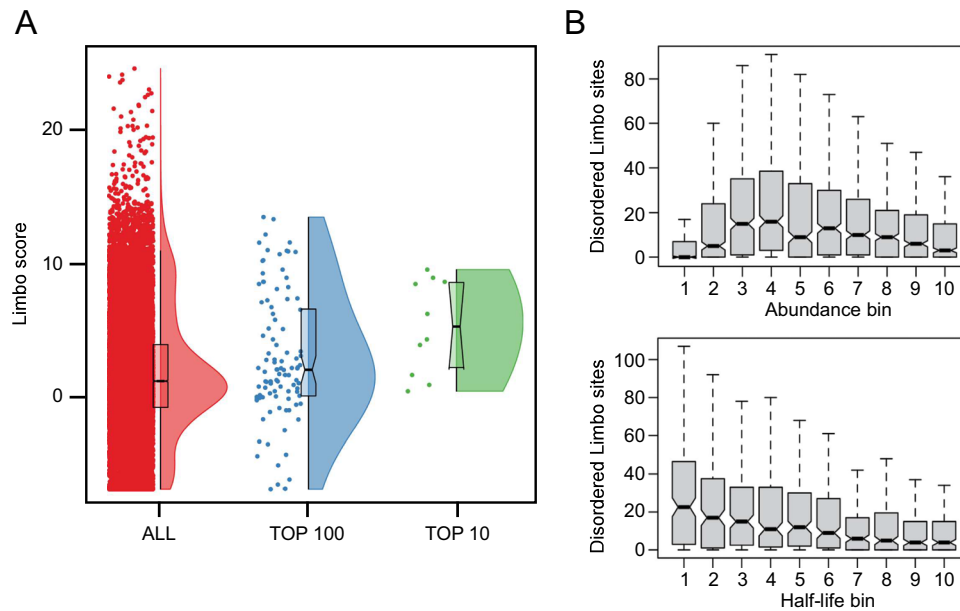 A
Limbo score
20
10
0
ALL TOP 100 TOP 10
B
Disordered Limbo sites
80
60
40
20
0
1 2 3 4 5 6 7 8 9 10
Abundance bin
Disordered Limbo sites
100
80
60
40
20
0
1 2 3 4 5 6 7 8 9 10
Half-life bin